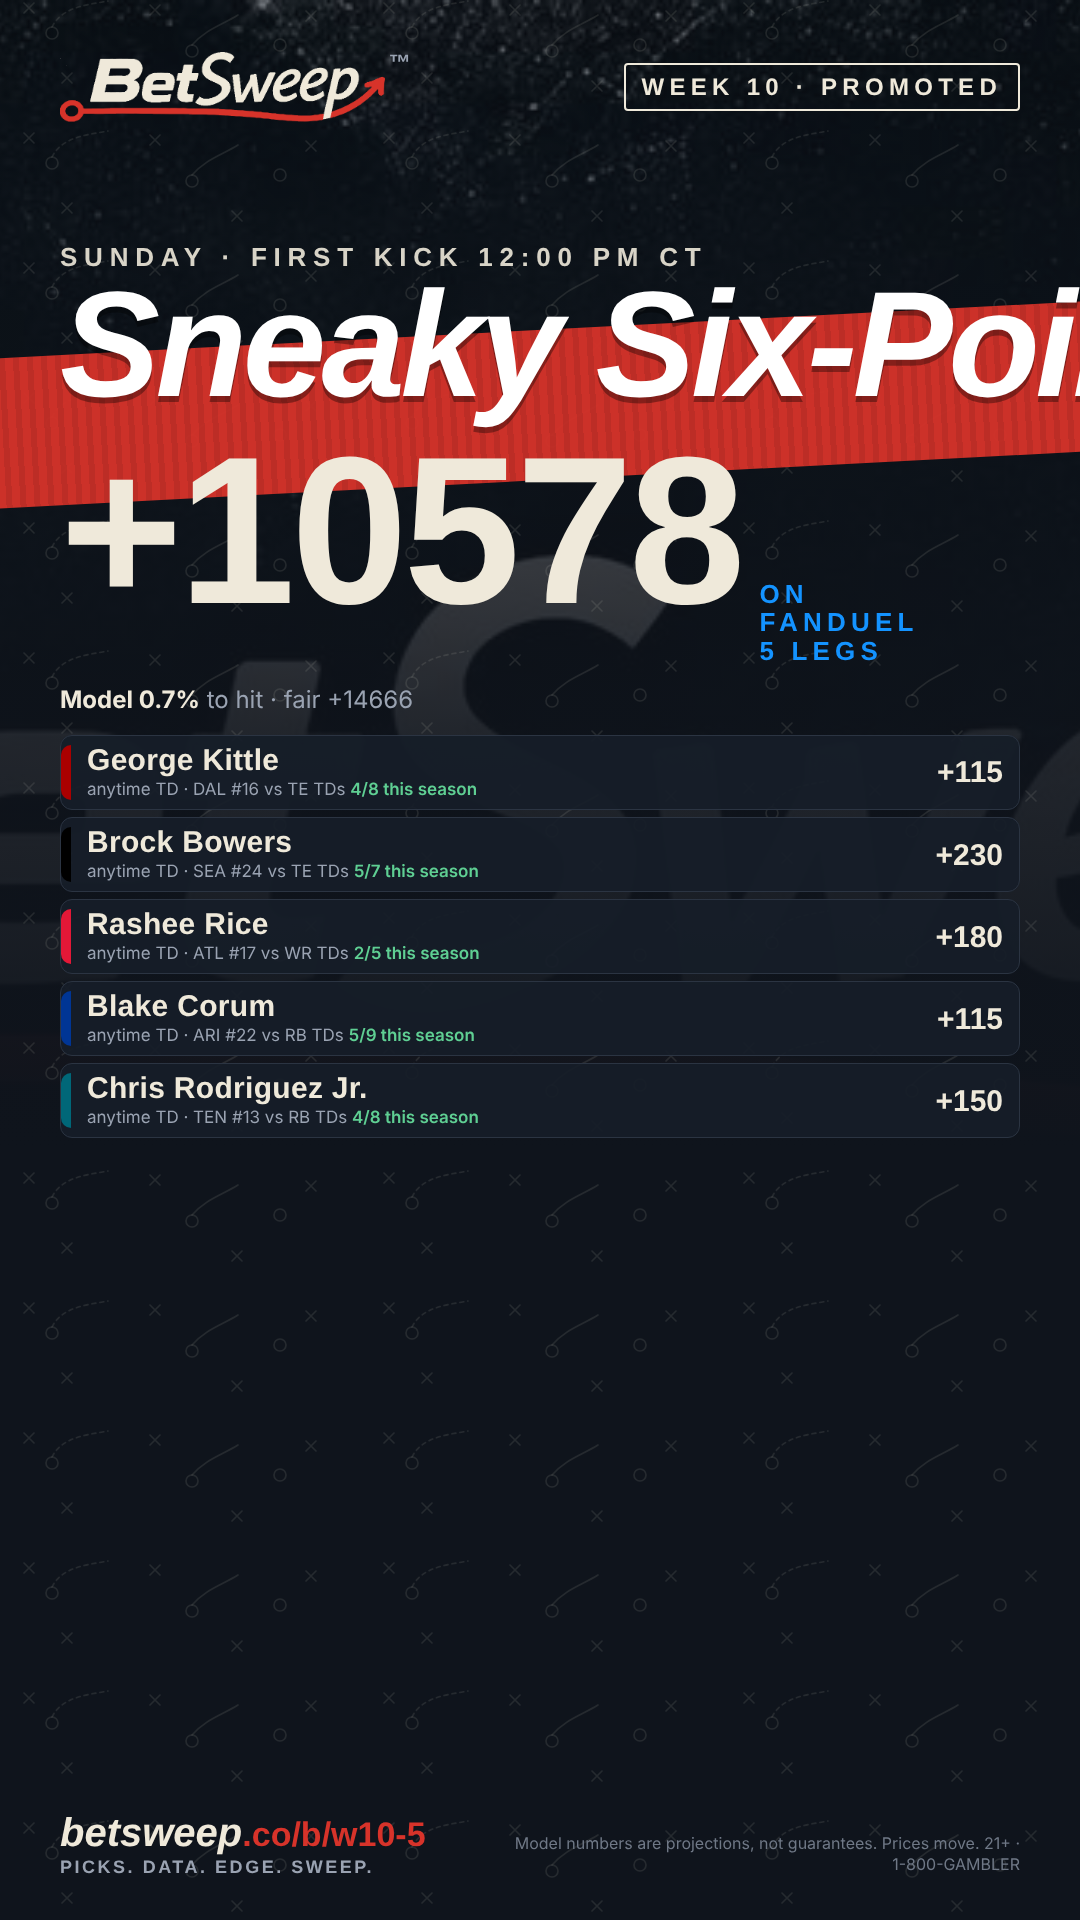 BetSweep™
WEEK 10 · PROMOTED
SUNDAY · FIRST KICK 12:00 PM CT
Sneaky Six-Poi
+10578
ON
FANDUEL
5 LEGS
Model 0.7% to hit · fair +14666
George Kittle
anytime TD · DAL #16 vs TE TDs 4/8 this season
+115
Brock Bowers
anytime TD · SEA #24 vs TE TDs 5/7 this season
+230
Rashee Rice
anytime TD · ATL #17 vs WR TDs 2/5 this season
+180
Blake Corum
anytime TD · ARI #22 vs RB TDs 5/9 this season
+115
Chris Rodriguez Jr.
anytime TD · TEN #13 vs RB TDs 4/8 this season
+150
betsweep.co/b/w10-5
PICKS. DATA. EDGE. SWEEP.
Model numbers are projections, not guarantees. Prices move. 21+ ·
1-800-GAMBLER